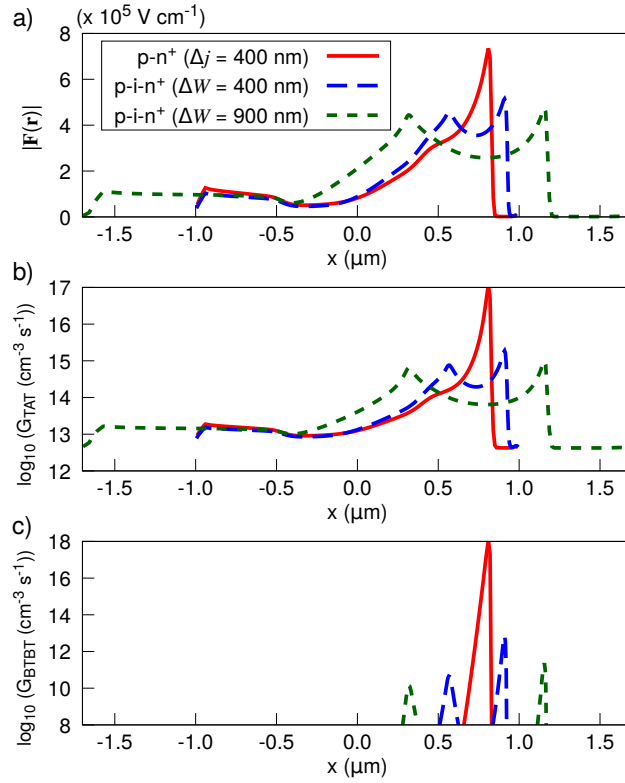 a)
(x 10⁵ V cm⁻¹)
8
6
4
2
0
|F(r)|
p-n⁺ (Δj = 400 nm)
p-i-n⁺ (ΔW = 400 nm)
p-i-n⁺ (ΔW = 900 nm)
-1.5 -1.0 -0.5 0.0 0.5 1.0 1.5
x (μm)
b)
17
16
15
14
13
12
log₁₀ (G_TAT (cm⁻³ s⁻¹))
-1.5 -1.0 -0.5 0.0 0.5 1.0 1.5
x (μm)
c)
18
16
14
12
10
8
log₁₀ (G_BTBT (cm⁻³ s⁻¹))
-1.5 -1.0 -0.5 0.0 0.5 1.0 1.5
x (μm)